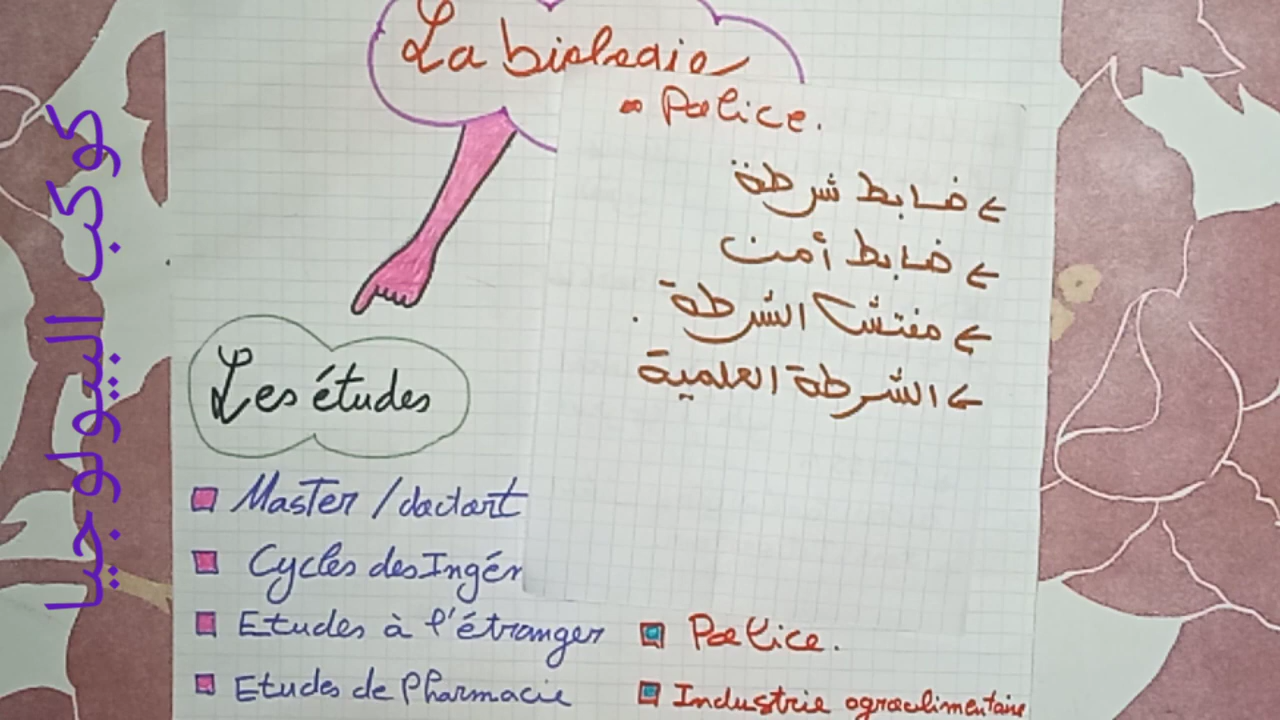 La biologie
Police.
ضابط شرطة
ضابط أمن
مفتش الشرطة.
الشرطة العلمية
Les études
Master / doctort
Cycles des Ingén
Etudes à l'étranger
Etudes de Pharmacie
Police.
Industrie agroalimentaire
كوكب البيولوجيا